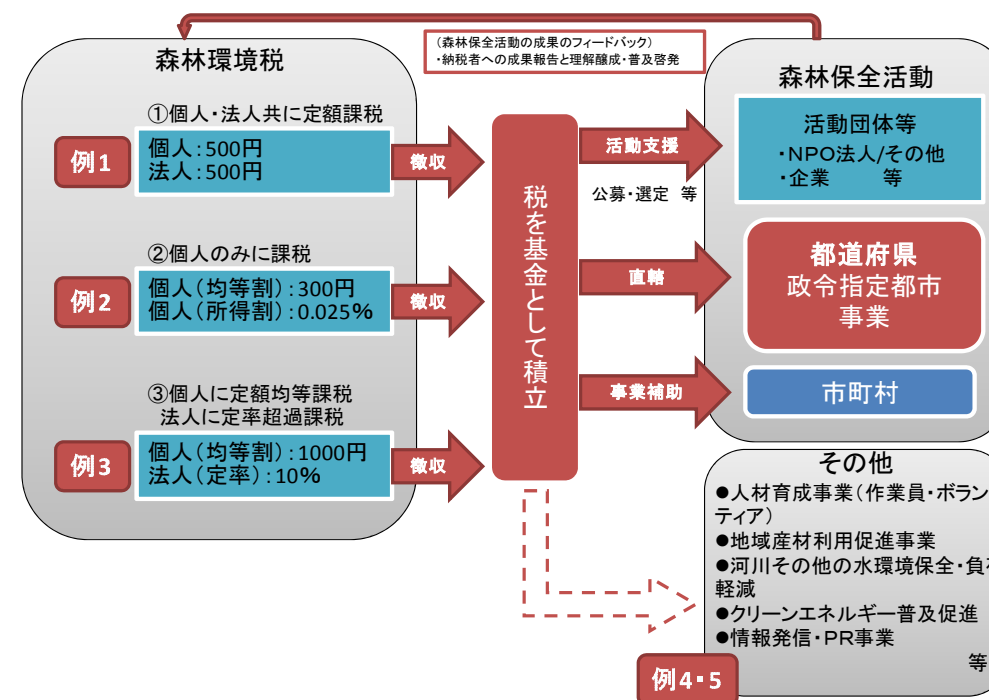 (森林保全活動の成果のフィードバック)
・納税者への成果報告と理解醸成・普及啓発
森林環境税
①個人・法人共に定額課税
例1
個人:500円
法人:500円
徴収
②個人のみに課税
例2
個人(均等割):300円
個人(所得割):0.025%
徴収
③個人に定額均等課税
法人に定率超過課税
例3
個人(均等割):1000円
法人(定率):10%
徴収
税を基金として積立
活動支援
公募・選定 等
直轄
事業補助
森林保全活動
活動団体等
・NPO法人/その他
・企業 等
都道府県
政令指定都市
事業
市町村
その他
●人材育成事業(作業員・ボラン
ティア)
●地域産材利用促進事業
●河川その他の水環境保全・負
軽減
●クリーンエネルギー普及促進
●情報発信・PR事業
等
例4・5